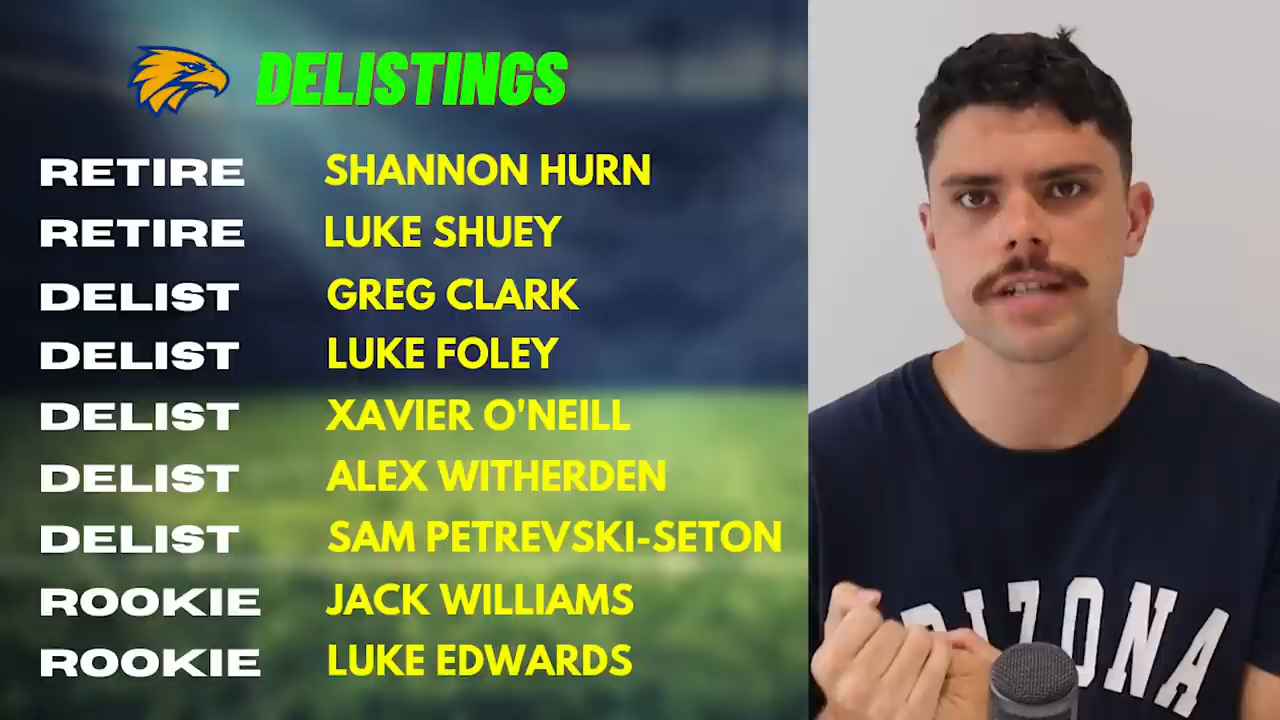 DELISTINGS
RETIRE SHANNON HURN
RETIRE LUKE SHUEY
DELIST GREG CLARK
DELIST LUKE FOLEY
DELIST XAVIER O'NEILL
DELIST ALEX WITHERDEN
DELIST SAM PETREVSKI-SETON
ROOKIE JACK WILLIAMS
ROOKIE LUKE EDWARDS
RIZONA